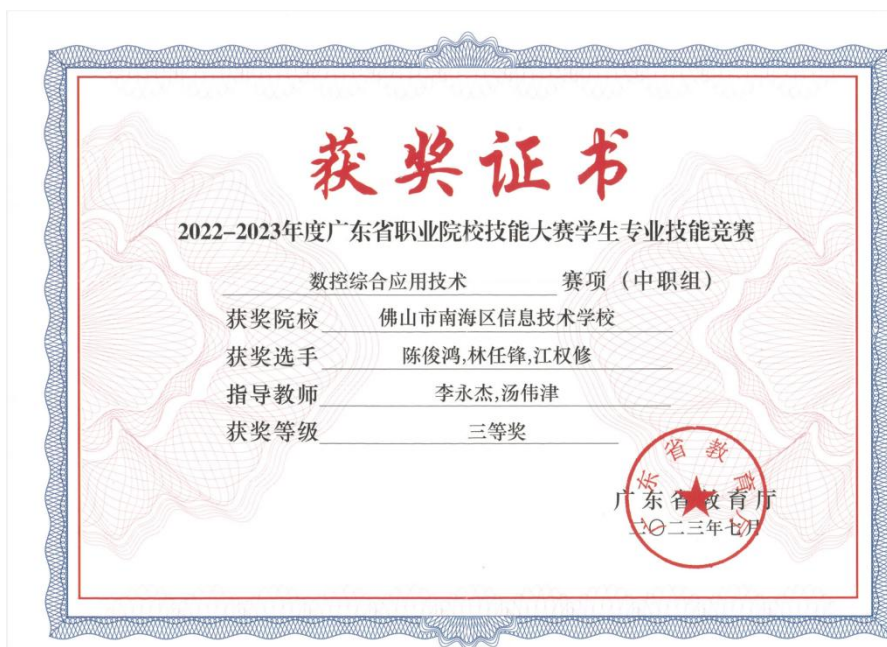 获奖证书
2022-2023年度广东省职业院校技能大赛学生专业技能竞赛
数控综合应用技术 赛项（中职组）
获奖院校 佛山市南海区信息技术学校
获奖选手 陈俊鸿,林任锋,江权修
指导教师 李永杰,汤伟津
获奖等级 三等奖
广东省教育厅
广东省教育厅
二〇二三年七月